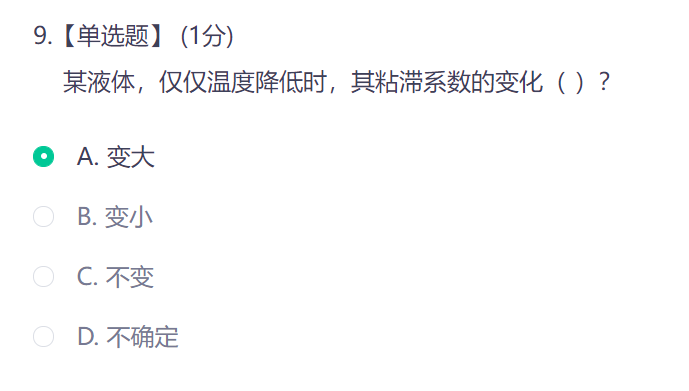 9.【单选题】 (1分)
某液体，仅仅温度降低时，其粘滞系数的变化（ ）?
A. 变大
B. 变小
C. 不变
D. 不确定